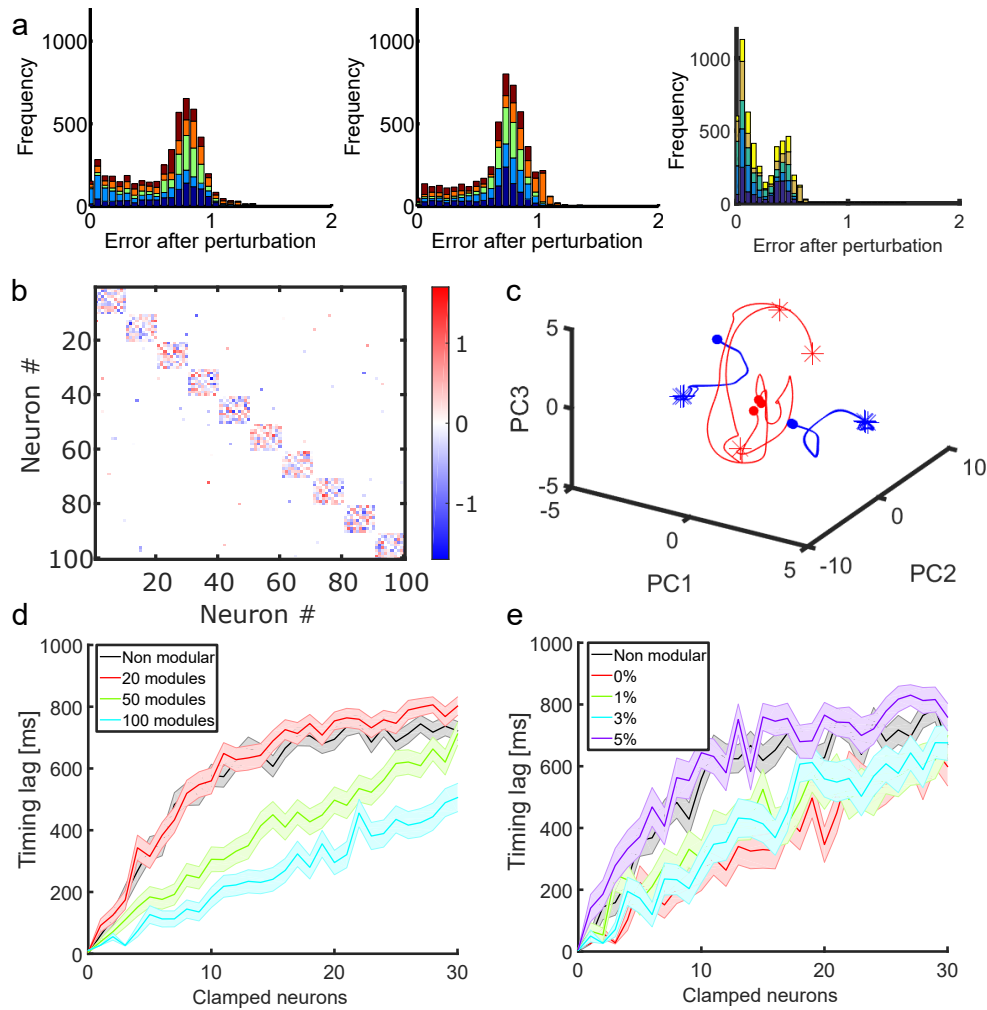 a
1000
500
0
Frequency
0
1
2
Error after perturbation
1000
500
0
Frequency
0
1
2
Error after perturbation
1000
500
0
Frequency
0
1
2
Error after perturbation
b
20
40
60
80
100
Neuron #
20
40
60
80
100
Neuron #
1
0
-1
c
5
0
-5
PC3
-5
0
5
PC1
-10
0
10
PC2
d
1000
800
600
400
200
0
Timing lag [ms]
Non modular
20 modules
50 modules
100 modules
0
10
20
30
Clamped neurons
e
1000
800
600
400
200
0
Timing lag [ms]
Non modular
0%
1%
3%
5%
0
10
20
30
Clamped neurons